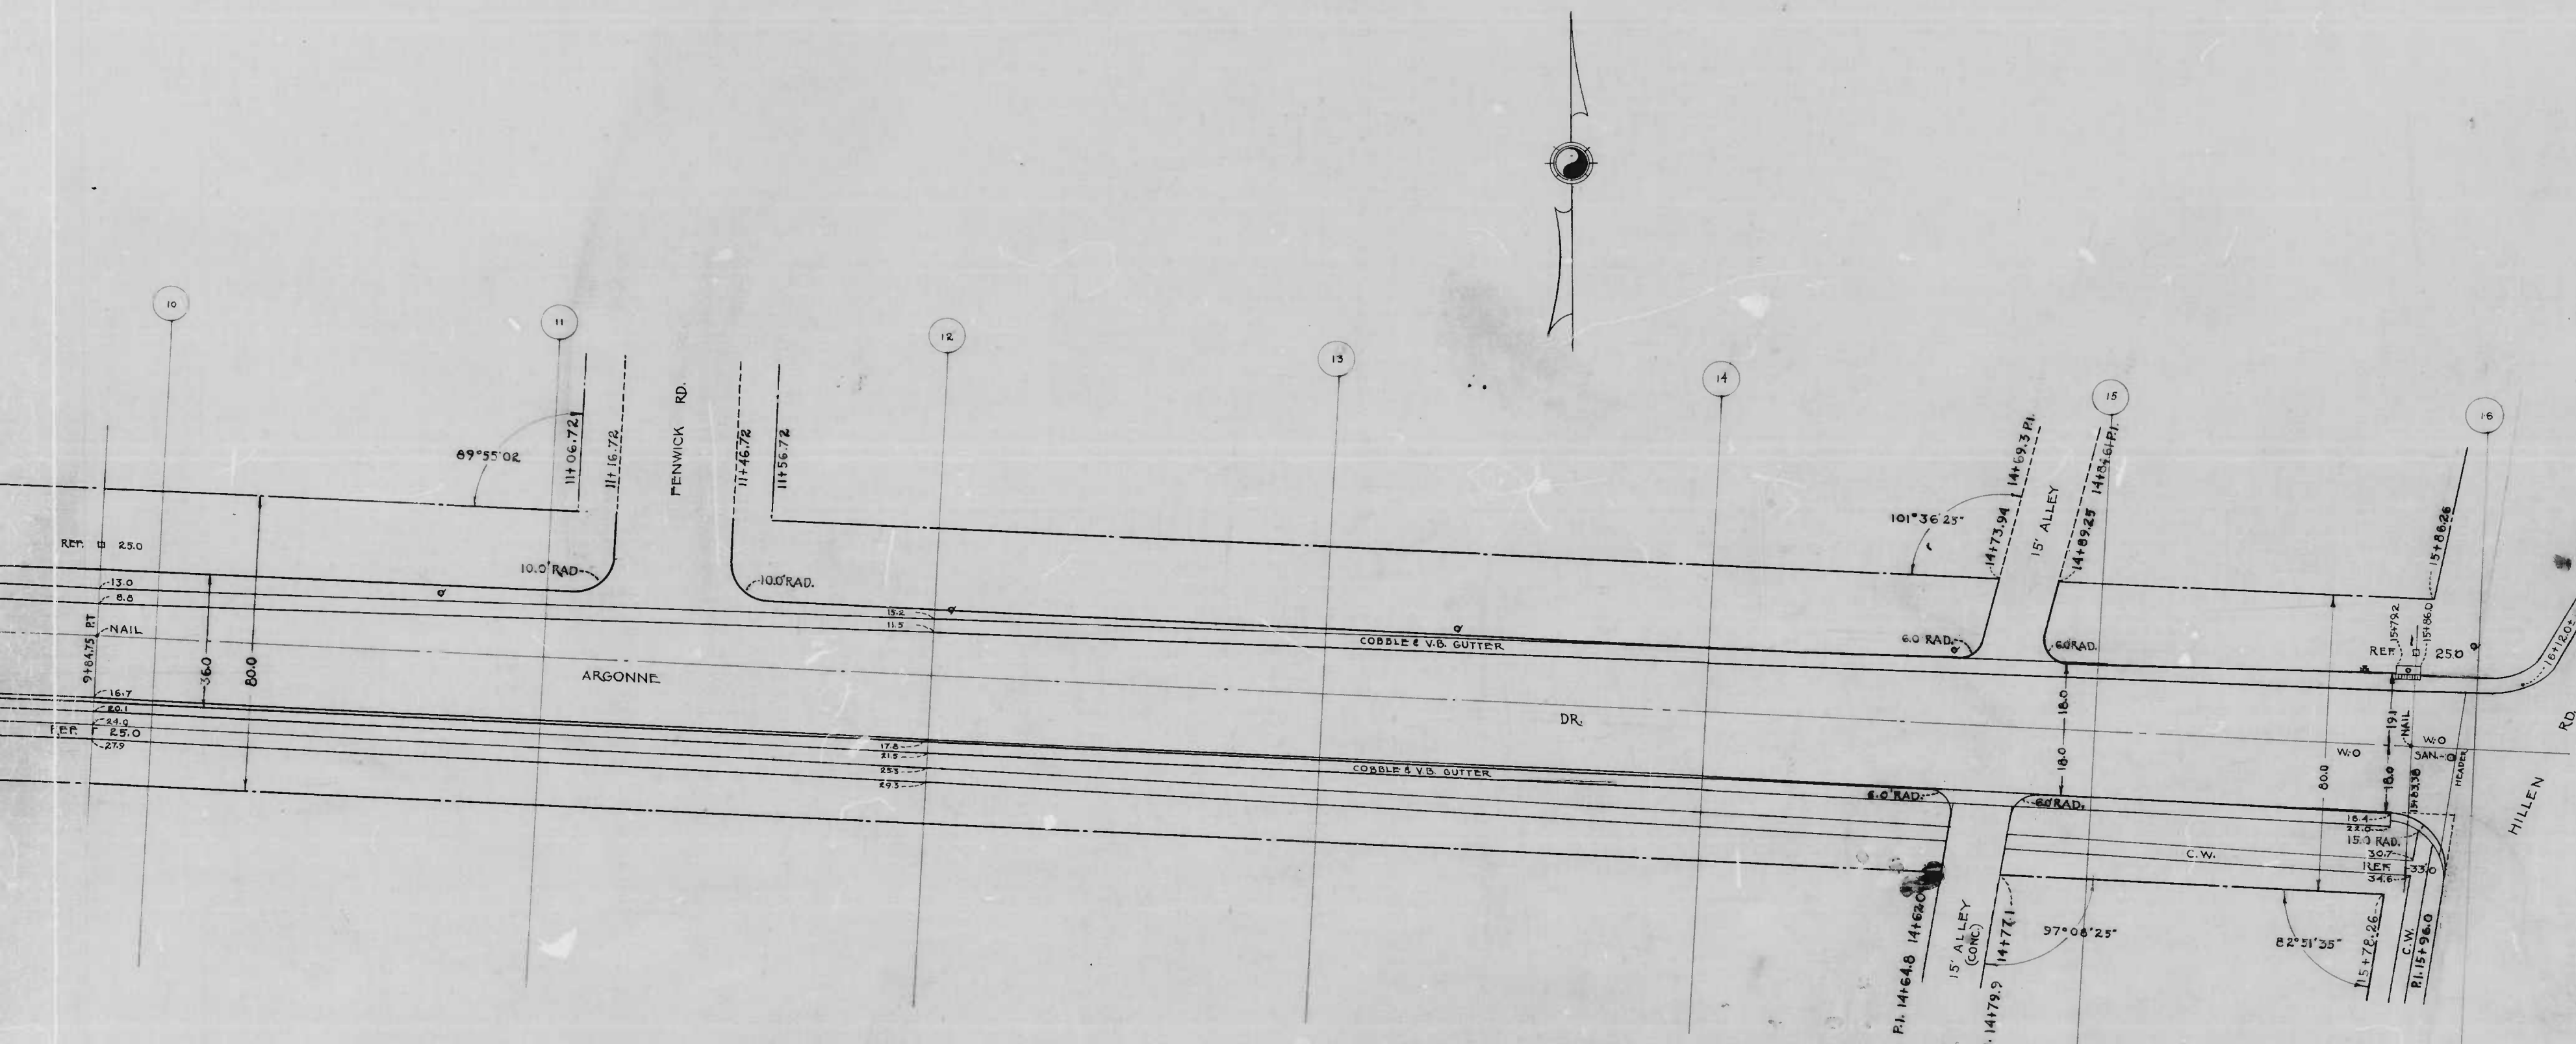 10
11
12
13
14
15
16
89°55'02
11+06.72
11+16.72
FENWICK RD.
11+46.72
11+56.72
101°36'25"
14+73.94
14+69.3 P.I.
15' ALLEY
14+89.25
15+86.26
REF. 25.0
13.0
8.8
10.0' RAD.
10.0' RAD.
15.2
11.5
COBBLE & V.B. GUTTER
6.0 RAD.
6.0 RAD.
15+79.2
15+86.0
REF.
25.0
16+12.0±
9+84.75 P.T
NAIL
36.0
80.0
ARGONNE
DR.
18.0
18.0
19.1
NAIL
W.O
W.O
SAN.
HEADER
RD.
HILLEN
16.7
20.1
24.0
REF. 25.0
27.9
17.8
21.5
25.3
29.3
COBBLE & V.B. GUTTER
6.0' RAD.
6.0 RAD.
80.0
18.0
15+83.38
18.4
22.0
15.0 RAD.
30.7
REF. 33.0
34.6
C.W.
P.I. 14+64.8
14+62.0
15' ALLEY
(CONC.)
14+79.9
14+77.1
97°08'25"
82°51'35"
15+78.26
C.W.
P.I. 15+96.0